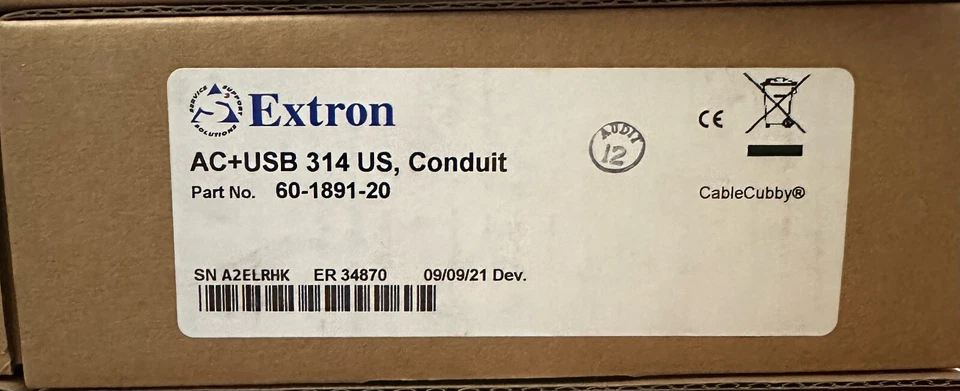 SERVICE SUPPORT SOLUTIONS
S3 Extron
AUDIT
12
CE
AC+USB 314 US, Conduit
Part No. 60-1891-20
CableCubby®
SN A2ELRHK ER 34870 09/09/21 Dev.